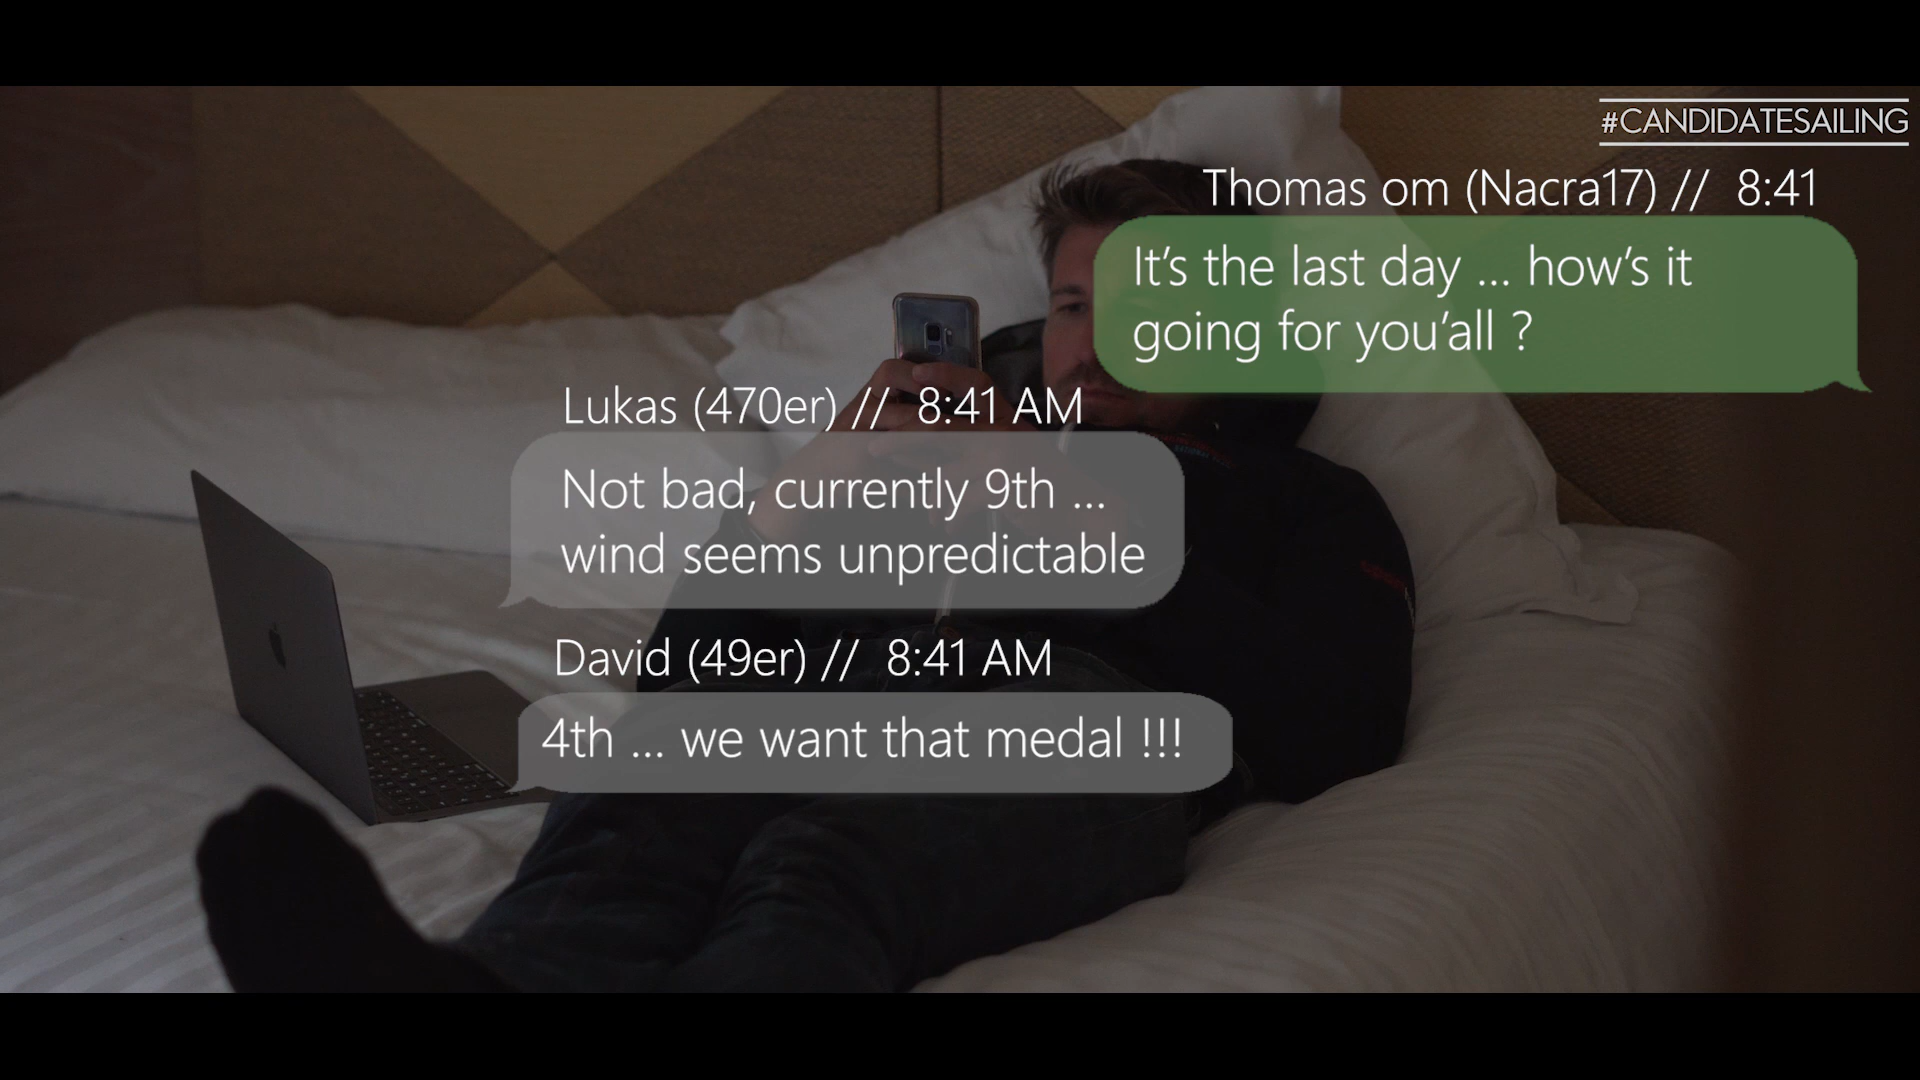 #CANDIDATESAILING
Thomas om (Nacra17) // 8:41
It's the last day ... how's it
going for you'all ?
Lukas (470er) // 8:41 AM
Not bad, currently 9th ...
wind seems unpredictable
David (49er) // 8:41 AM
4th ... we want that medal !!!